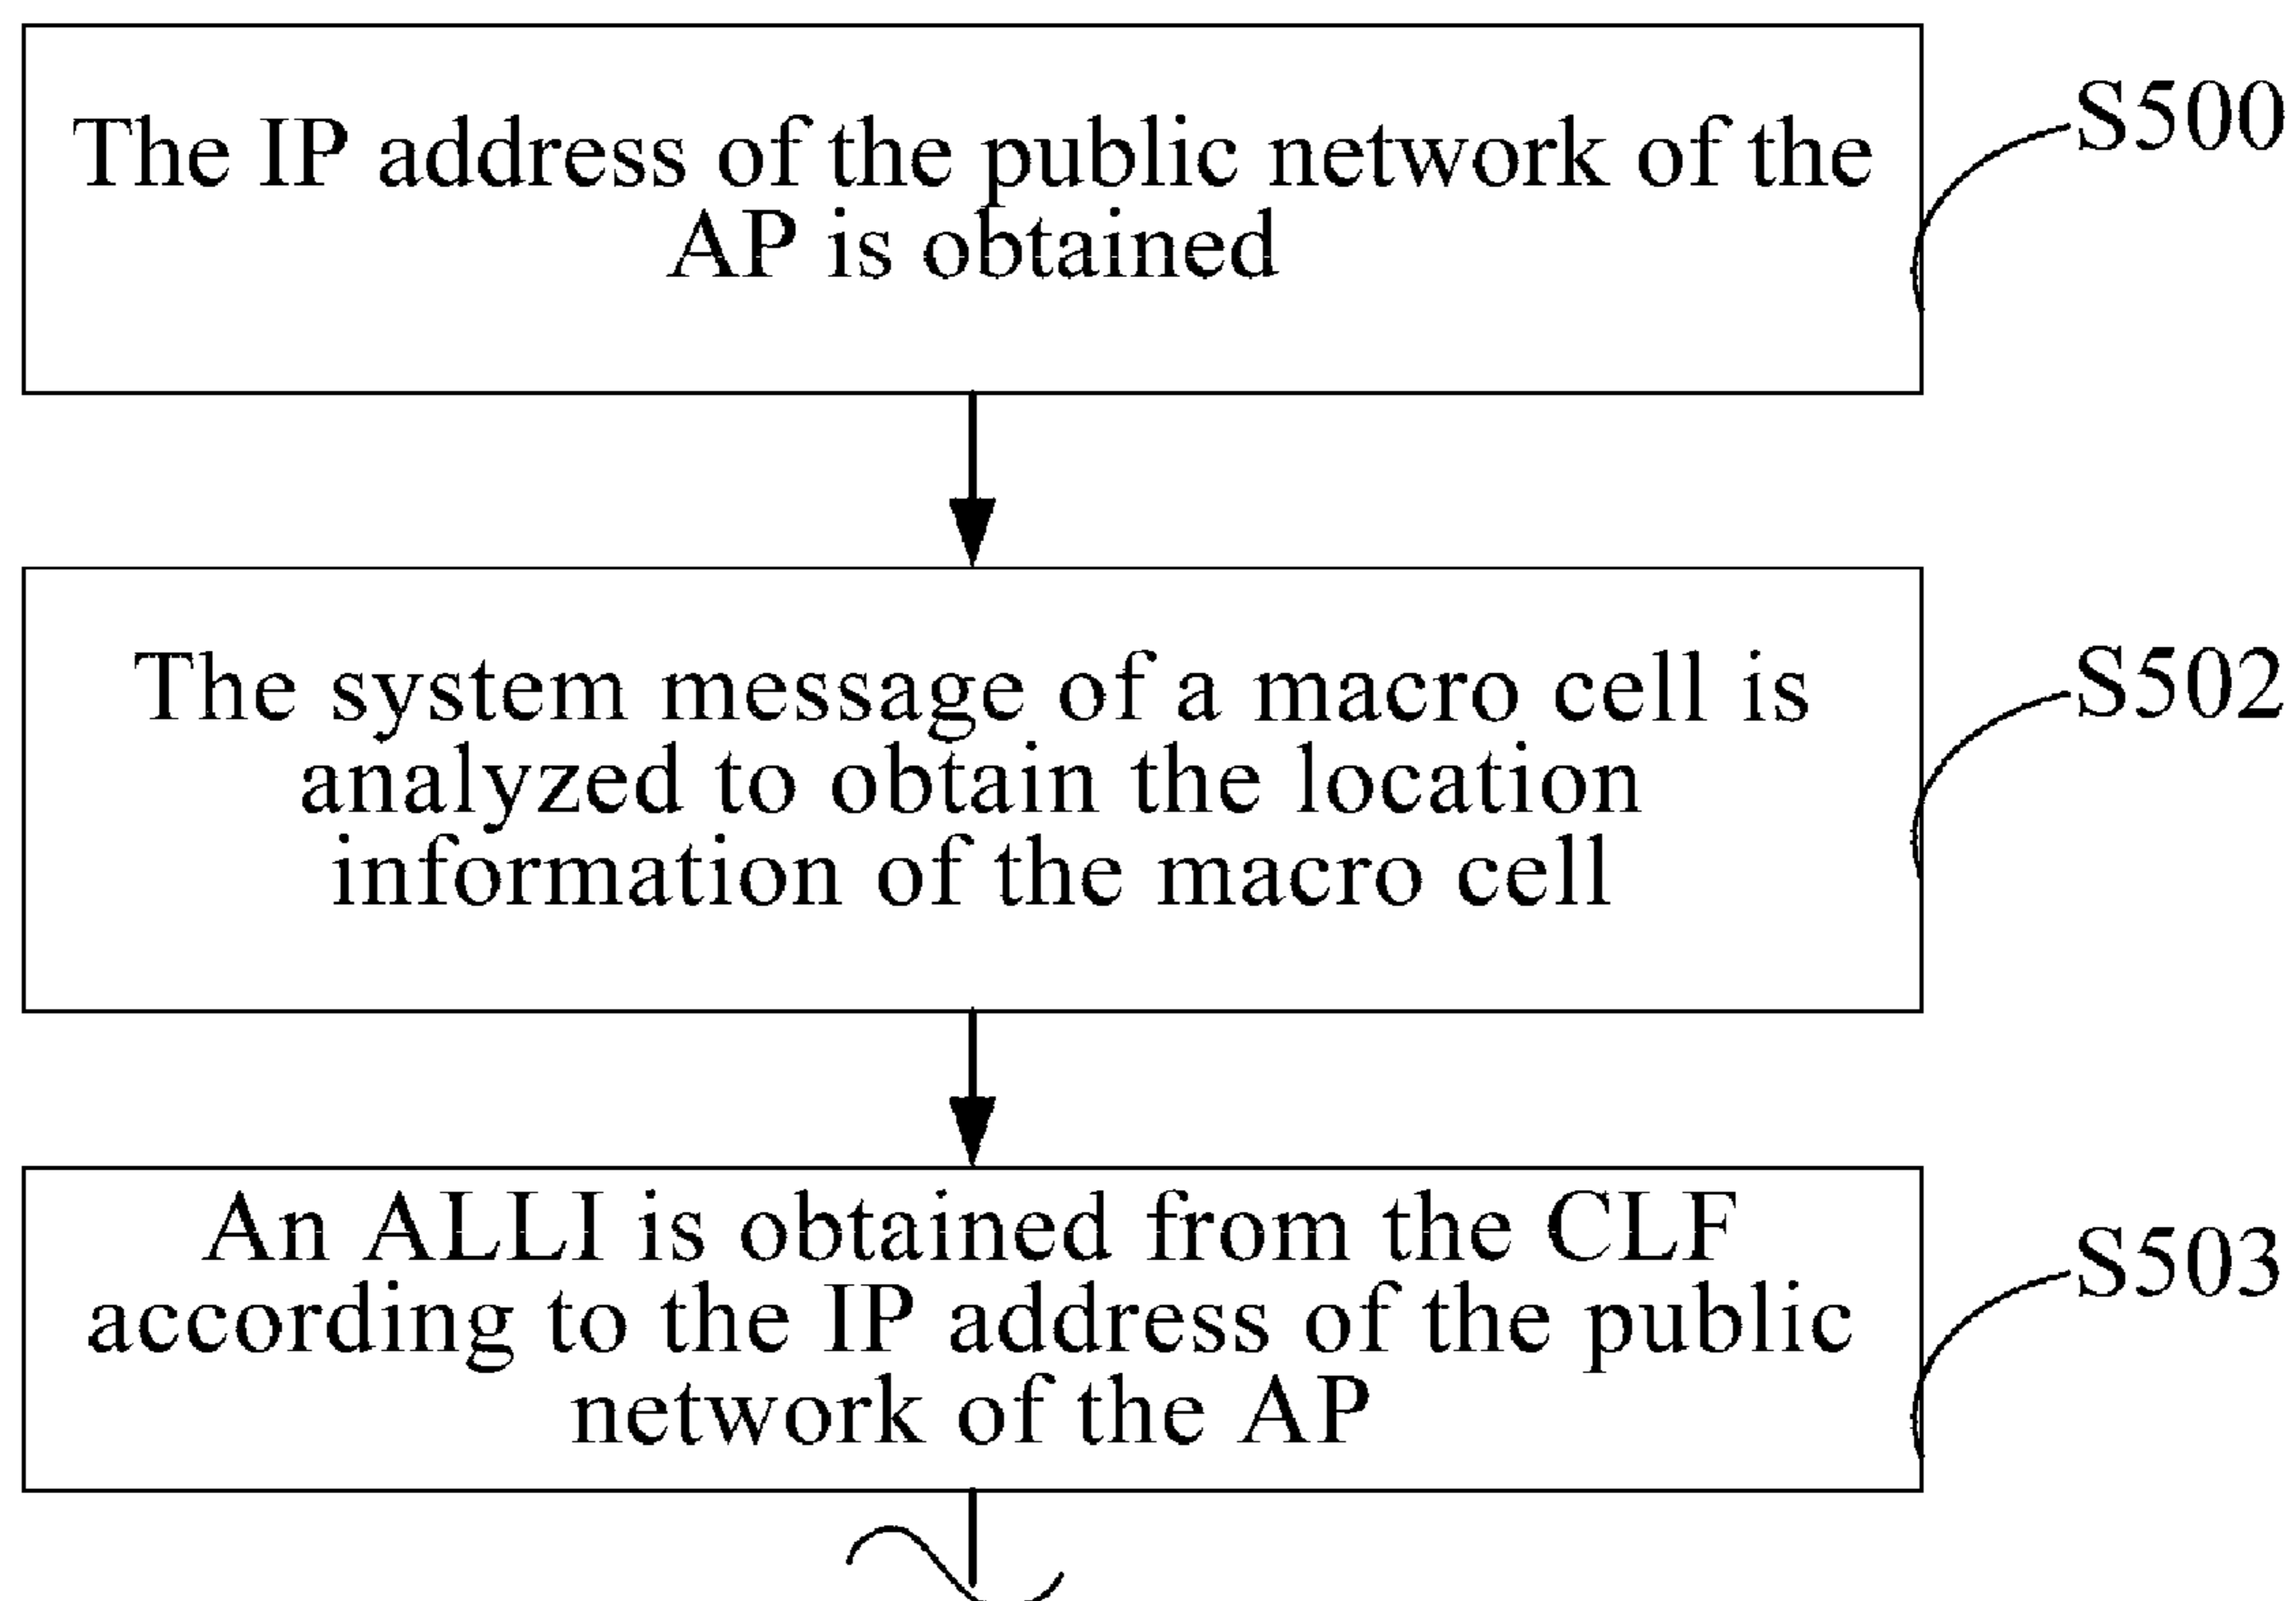 The IP address of the public network of the
AP is obtained
S500
The system message of a macro cell is
analyzed to obtain the location
information of the macro cell
S502
An ALLI is obtained from the CLF
according to the IP address of the public
network of the AP
S503